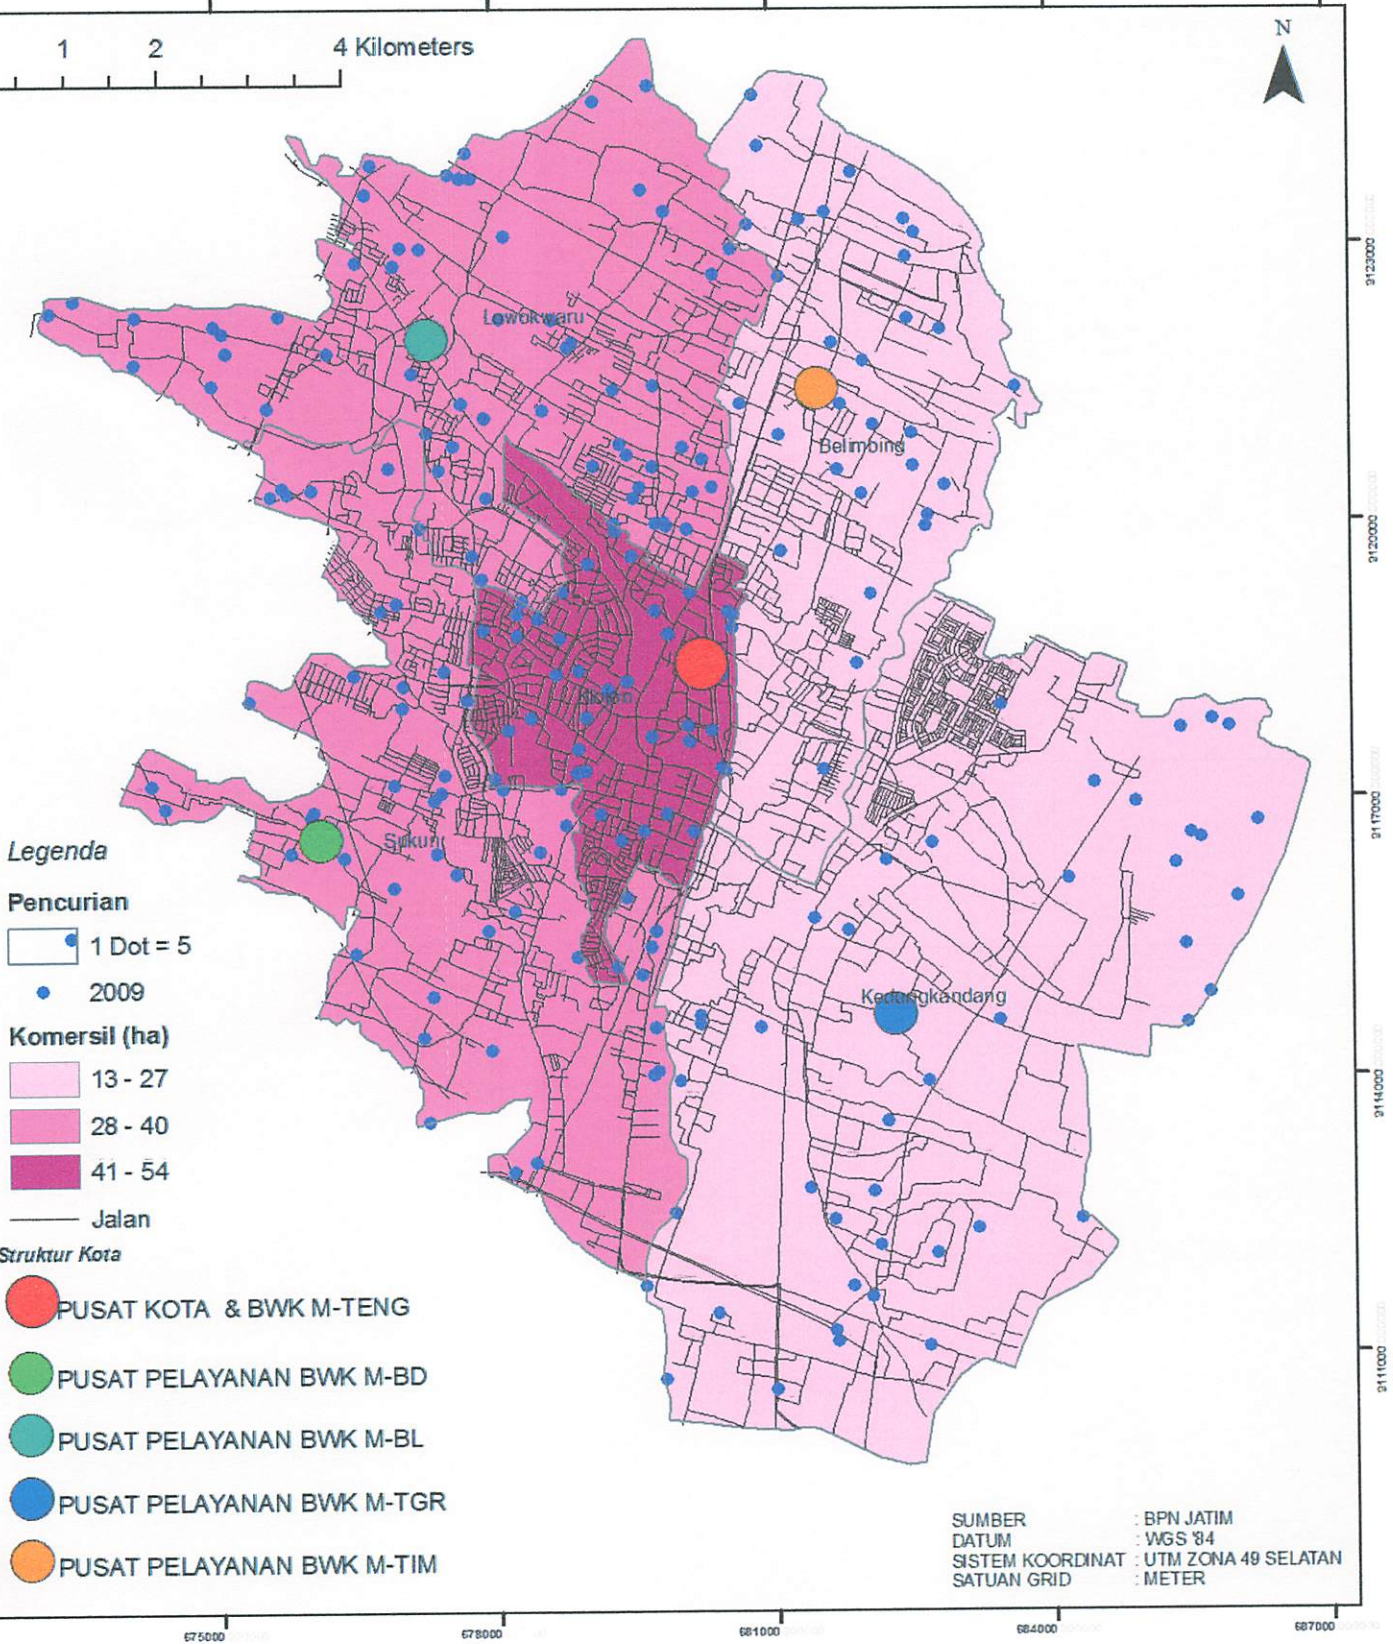 1 2 4 Kilometers
N
Lowokwaru
Belimbing
Klojen
Sukun
Kedungkandang
Legenda
Pencurian
1 Dot = 5
2009
Komersil (ha)
13 - 27
28 - 40
41 - 54
Jalan
Struktur Kota
PUSAT KOTA & BWK M-TENG
PUSAT PELAYANAN BWK M-BD
PUSAT PELAYANAN BWK M-BL
PUSAT PELAYANAN BWK M-TGR
PUSAT PELAYANAN BWK M-TIM
SUMBER : BPN JATIM
DATUM : WGS '84
SISTEM KOORDINAT : UTM ZONA 49 SELATAN
SATUAN GRID : METER
9123000
9120000
9117000
9114000
9111000
675000 678000 681000 684000 687000